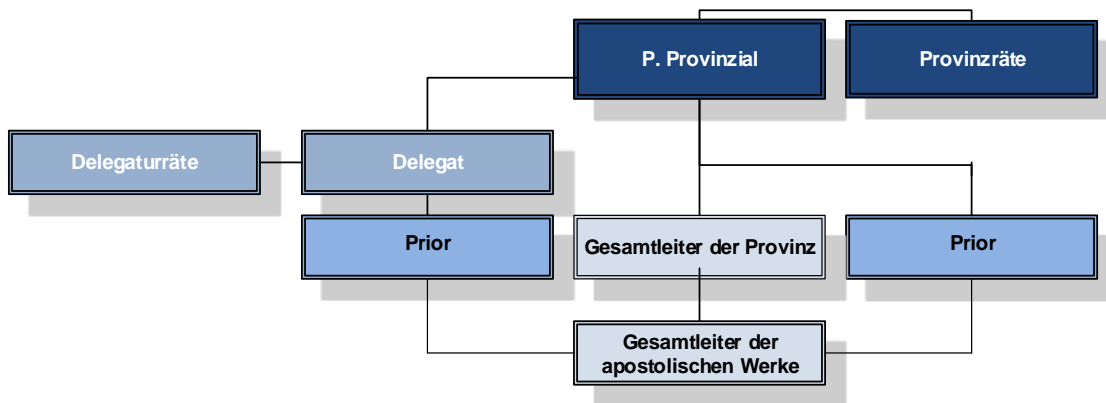 P. Provinzial
Provinzräte
Delegaturräte
Delegat
Prior
Gesamtleiter der Provinz
Prior
Gesamtleiter der
apostolischen Werke